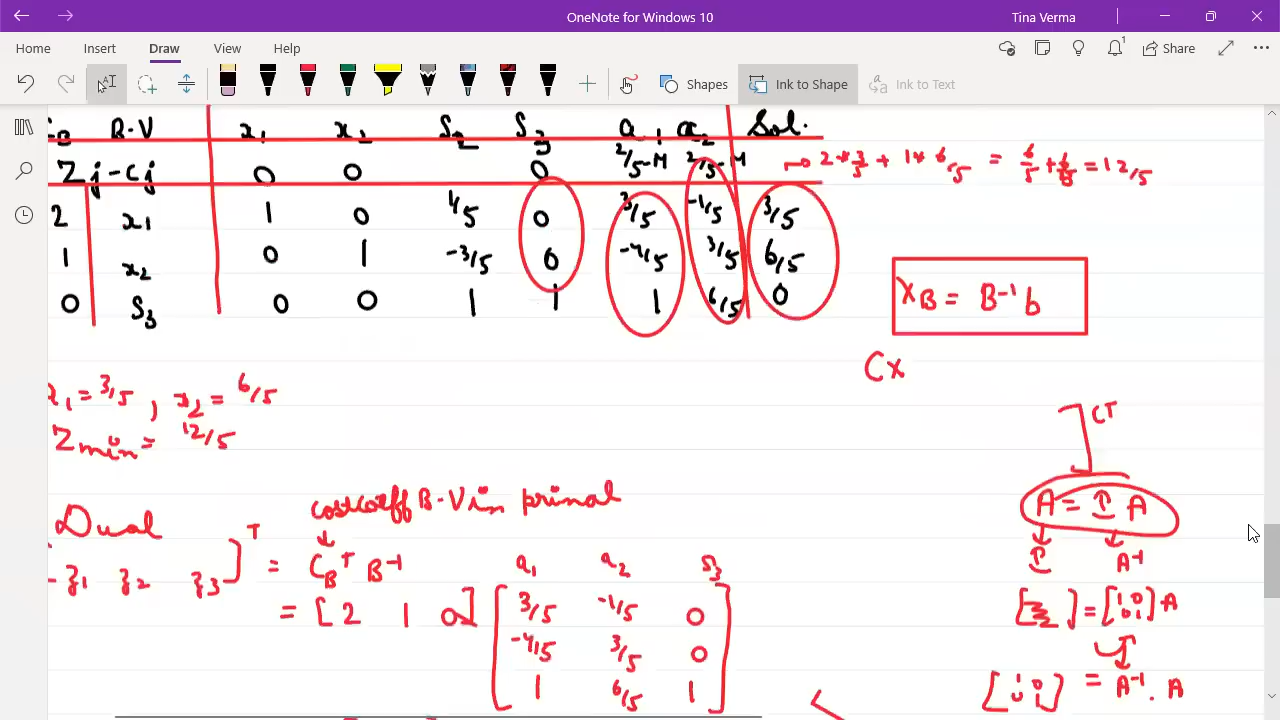 OneNote for Windows 10
Tina Verma
Home Insert Draw View Help
Share
Shapes Ink to Shape Ink to Text
B-V x1 x2 S2 S3 a1 a2 Sol.
Zj-Cj 0 0 0 2/5-M 2/5-M → 2*3/5 + 1*6/5 = 6/5+6/5=12/5
2 x1 1 0 1/5 0 3/5 -1/5 3/5
1 x2 0 1 -3/5 0 -4/5 3/5 6/5
0 S3 0 0 1 1 1 6/5 0
XB = B-1 b
Cx
x1 = 3/5, x2 = 6/5
Zmin = 12/5
CT
A = I A
I A-1
Dual
cost coeff B-V in primal
z1 z2 z3]T = CBT B-1
a1 a2 S3
= [2 1 0] [3/5 -1/5 0
-4/5 3/5 0
1 6/5 1]
[ ] = [1 0 0 1] A
[1 0 0 1] = A-1 . A